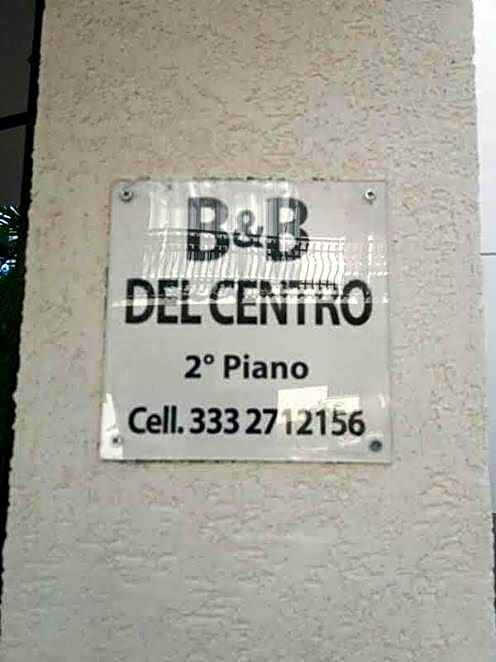 B&B
DEL CENTRO
2° Piano
Cell. 333 2712156